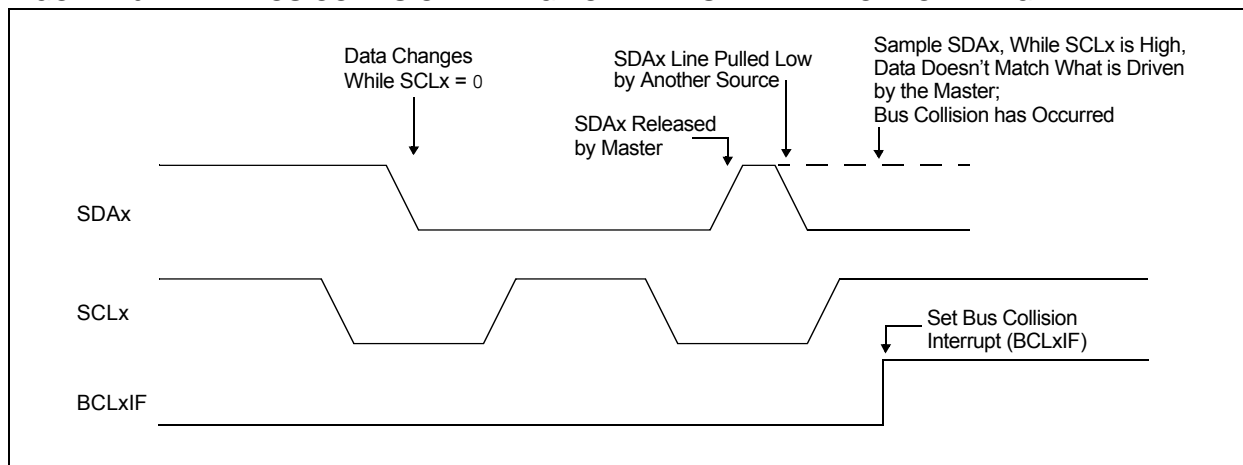 Data Changes
While SCLx = 0
SDAx Line Pulled Low
by Another Source
SDAx Released
by Master
Sample SDAx, While SCLx is High,
Data Doesn't Match What is Driven
by the Master;
Bus Collision has Occurred
SDAx
SCLx
Set Bus Collision
Interrupt (BCLxIF)
BCLxIF